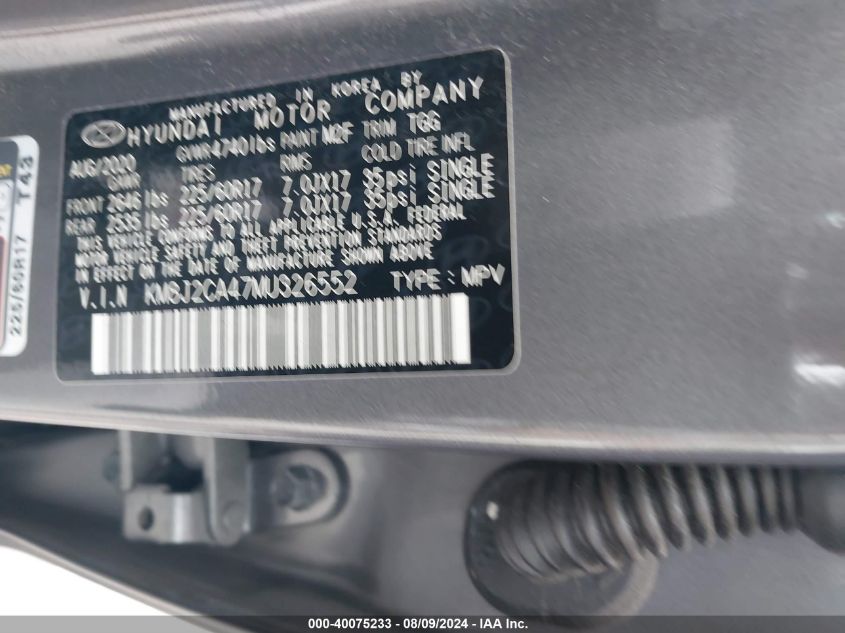 MANUFACTURED IN KOREA BY
HYUNDAI MOTOR COMPANY
AUG/2020 GVWR 4740lbs PAINT M2F TRIM TGG
GAWR TIRES RIMS COLD TIRE INFL
FRONT 2646 lbs 225/60R17 7.0JX17 35psi SINGLE
REAR 2535 lbs 225/60R17 7.0JX17 35psi SINGLE
THIS VEHICLE CONFORMS TO ALL APPLICABLE U.S.A. FEDERAL
MOTOR VEHICLE SAFETY AND THEFT PREVENTION STANDARDS
IN EFFECT ON THE DATE OF MANUFACTURE SHOWN ABOVE
V.I.N KM8J2CA47MU326552 TYPE : MPV
T 43
225/60R17
000-40075233 - 08/09/2024 - IAA Inc.